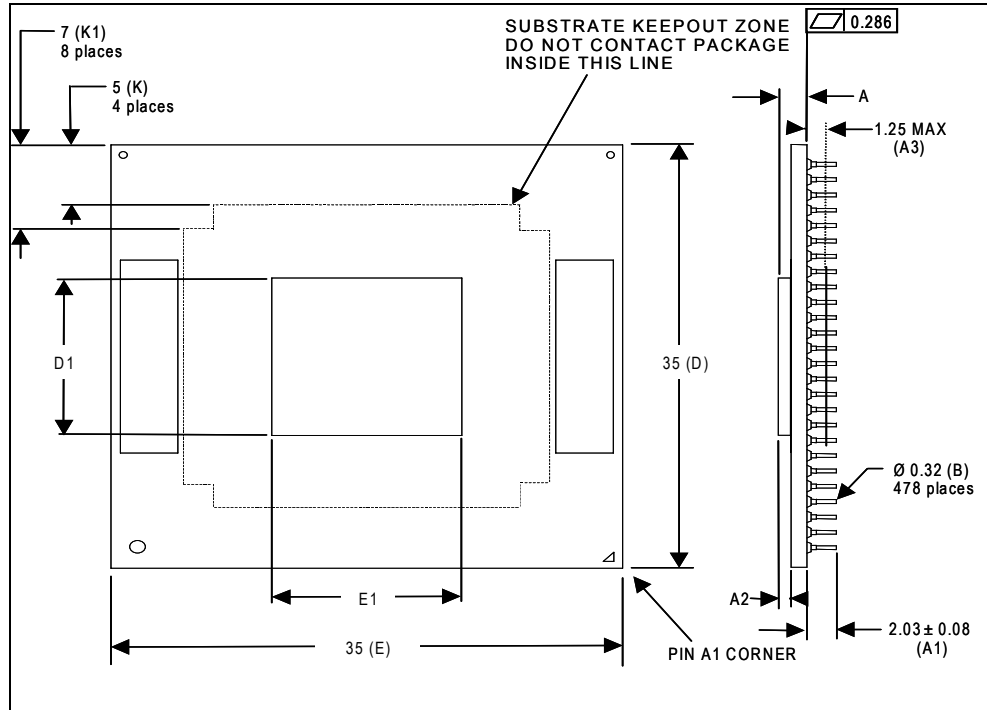 7 (K1)
8 places
5 (K)
4 places
SUBSTRATE KEEPOUT ZONE
DO NOT CONTACT PACKAGE
INSIDE THIS LINE
0.286
A
1.25 MAX
(A3)
D1
35 (D)
Ø 0.32 (B)
478 places
E1
A2
35 (E)
PIN A1 CORNER
2.03 ± 0.08
(A1)